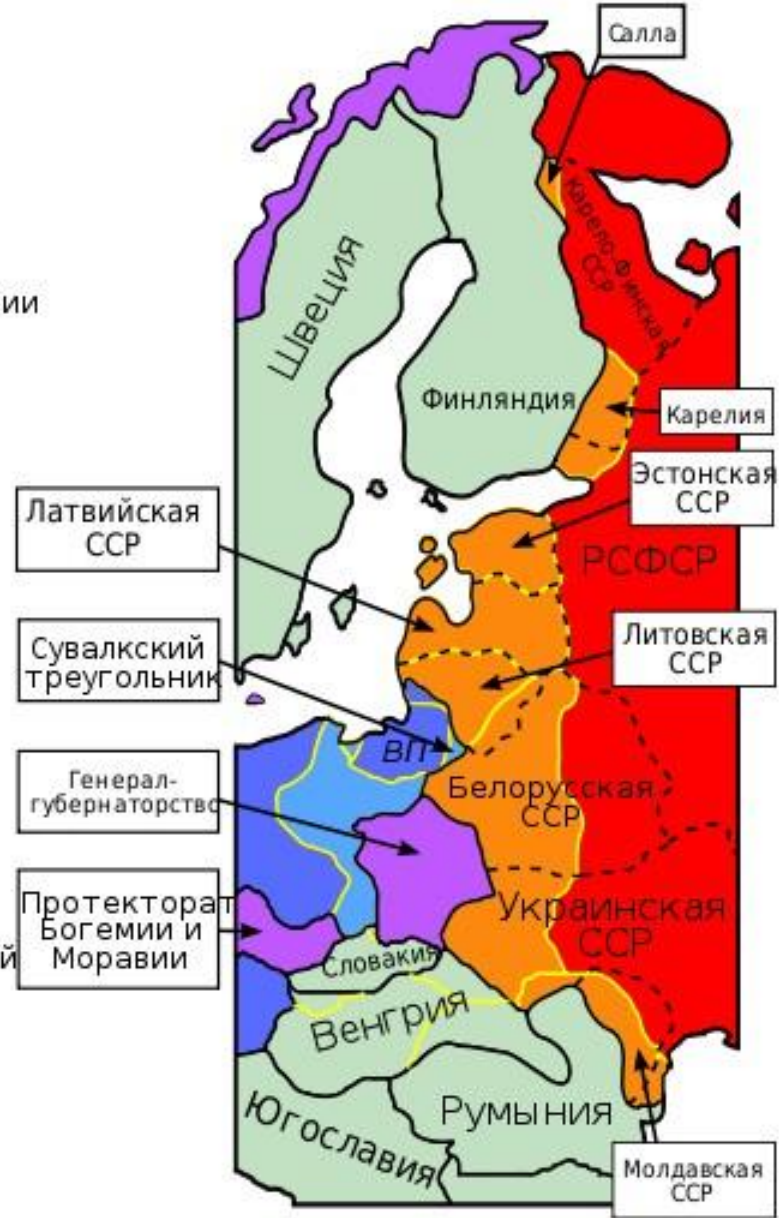 Салла
Карело-Финская
ССР
ии
Швеция
Финляндия
Карелия
Эстонская
ССР
Латвийская
ССР
РСФСР
Литовская
ССР
Сувалкский
треугольник
ВП
Генерал-
губернаторство
Белорусская
ССР
Протекторат
Богемии и
Моравии
й
Украинская
ССР
Словакия
Венгрия
Румыния
Югославия
Молдавская
ССР